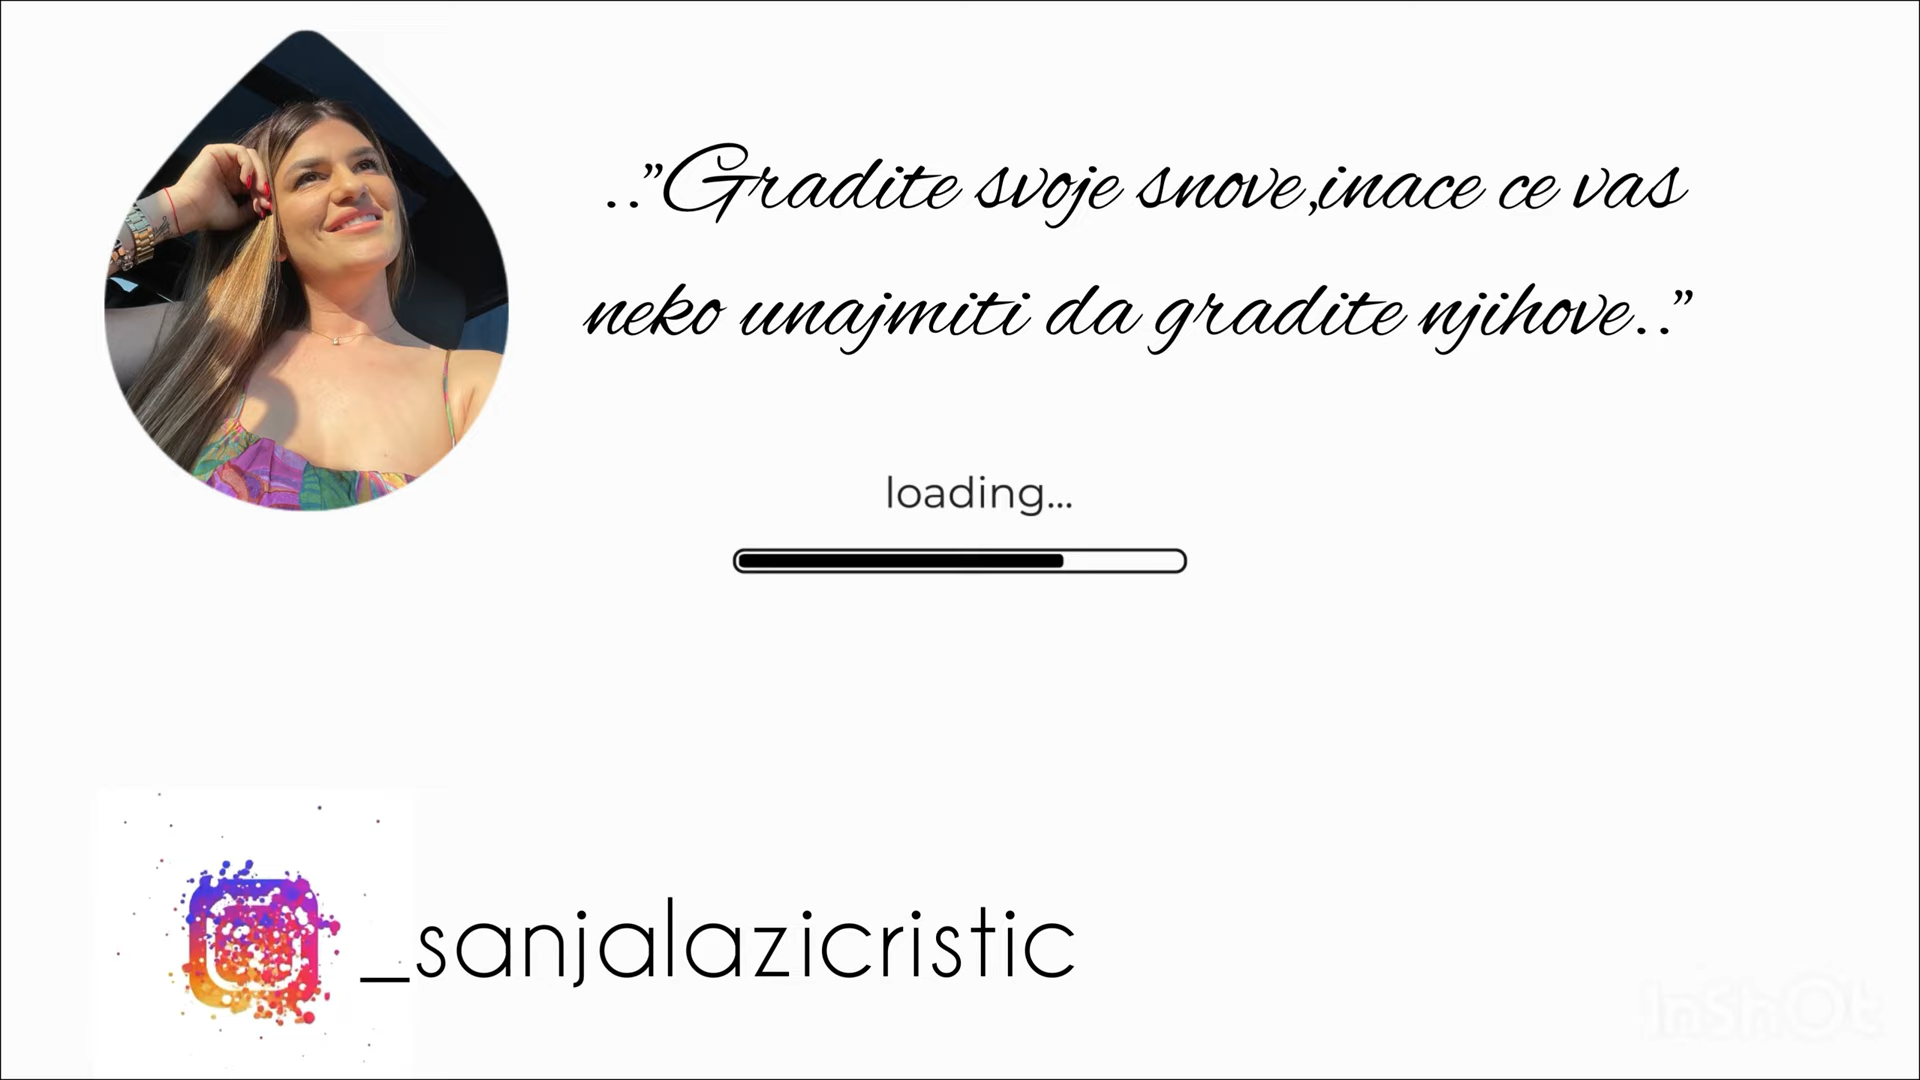 .."Gradite svoje snove,inace ce vas
neko unajmiti da gradite njihove.."
loading...
_sanjalazicristic
InShOt